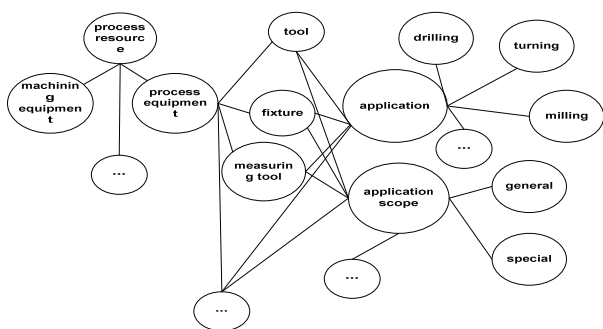 process
resourc
e
tool
drilling
turning
machinin
g
equipmen
t
process
equipmen
t
fixture
application
milling
...
...
measurin
g tool
application
scope
general
special
...
...